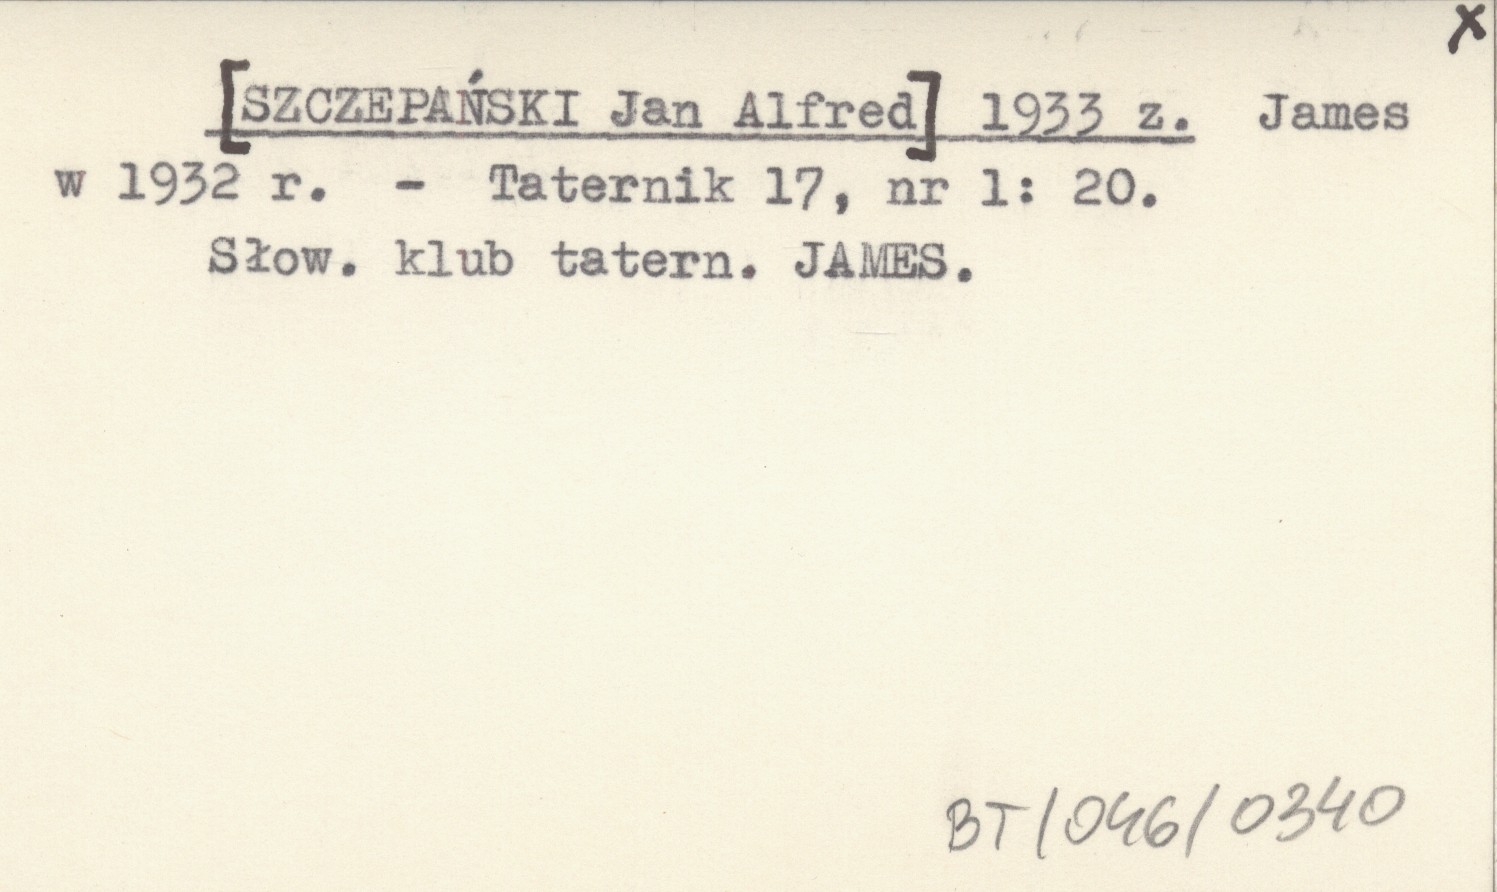 x
[SZCZEPAŃSKI Jan Alfred] 1933 z. James
w 1932 r. - Taternik 17, nr 1: 20.
Słow. klub tatern. JAMES.
BT/046/0340